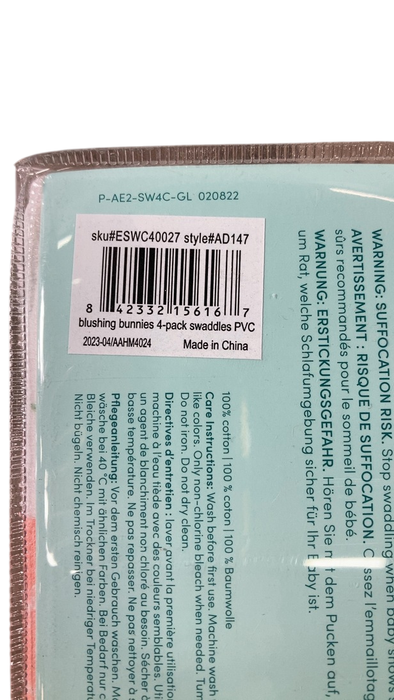 P-AE2-SW4C-GL 020822
sku#ESWC40027 style#AD147
8 42332 15616 7
blushing bunnies 4-pack swaddles PVC
2023-04/AAHM4024 Made in China
WARNING: SUFFOCATION RISK. Stop swaddling when baby shows
AVERTISSEMENT : RISQUE DE SUFFOCATION. l'emmaillot
sûrs recommandés pour le sommeil de bébé.
WARNUNG: ERSTICKUNGSGEFAHR. Hören Sie mit dem Pucken auf,
um Rat, welche Schlafumgebung sicher für Ihr Baby ist.
100% cotton | 100 % coton | 100 % Baumwolle
Care Instructions: Wash before first use. Machine wash
like colors. Only non-chlorine bleach when needed. Tum
Do not iron. Do not dry clean.
Directives d'entretien : laver avant la première utilisatio
machine à l'eau tiède avec des couleurs semblables. Uti
un agent de blanchiment non chloré au besoin. Sécher
basse température. Ne pas repasser. Ne pas nettoyer à
Pflegeanleitung: Vor dem ersten Gebrauch waschen. M
wäsche bei 40 °C mit ähnlichen Farben. Bei Bedarf nur c
Bleiche verwenden. Im Trockner bei niedriger Temperat
Nicht bügeln. Nicht chemisch reinigen.